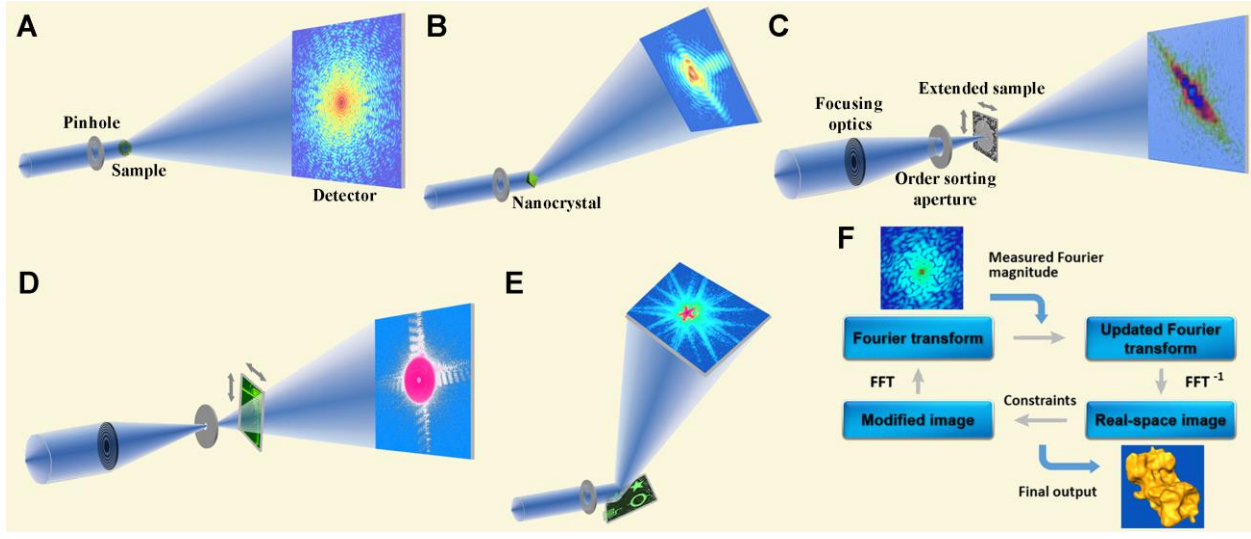 A
Pinhole
Sample
Detector
B
Nanocrystal
C
Focusing
optics
Extended sample
Order sorting
aperture
D
E
F
Measured Fourier
magnitude
Fourier transform
Updated Fourier
transform
FFT
FFT -1
Constraints
Modified image
Real-space image
Final output